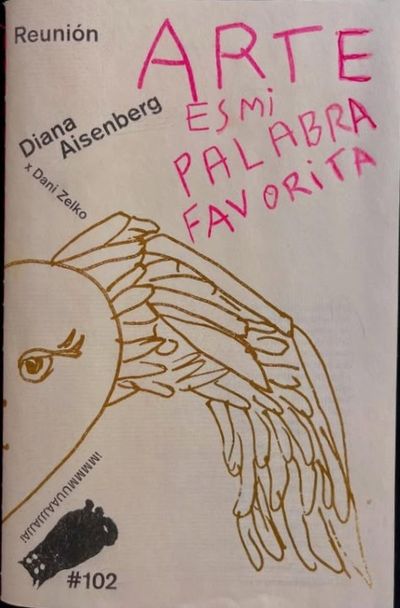 Reunión
ARTE
ES MI
PALABRA
FAVORITA
Diana
Aisenberg
x Dani Zelko
#102